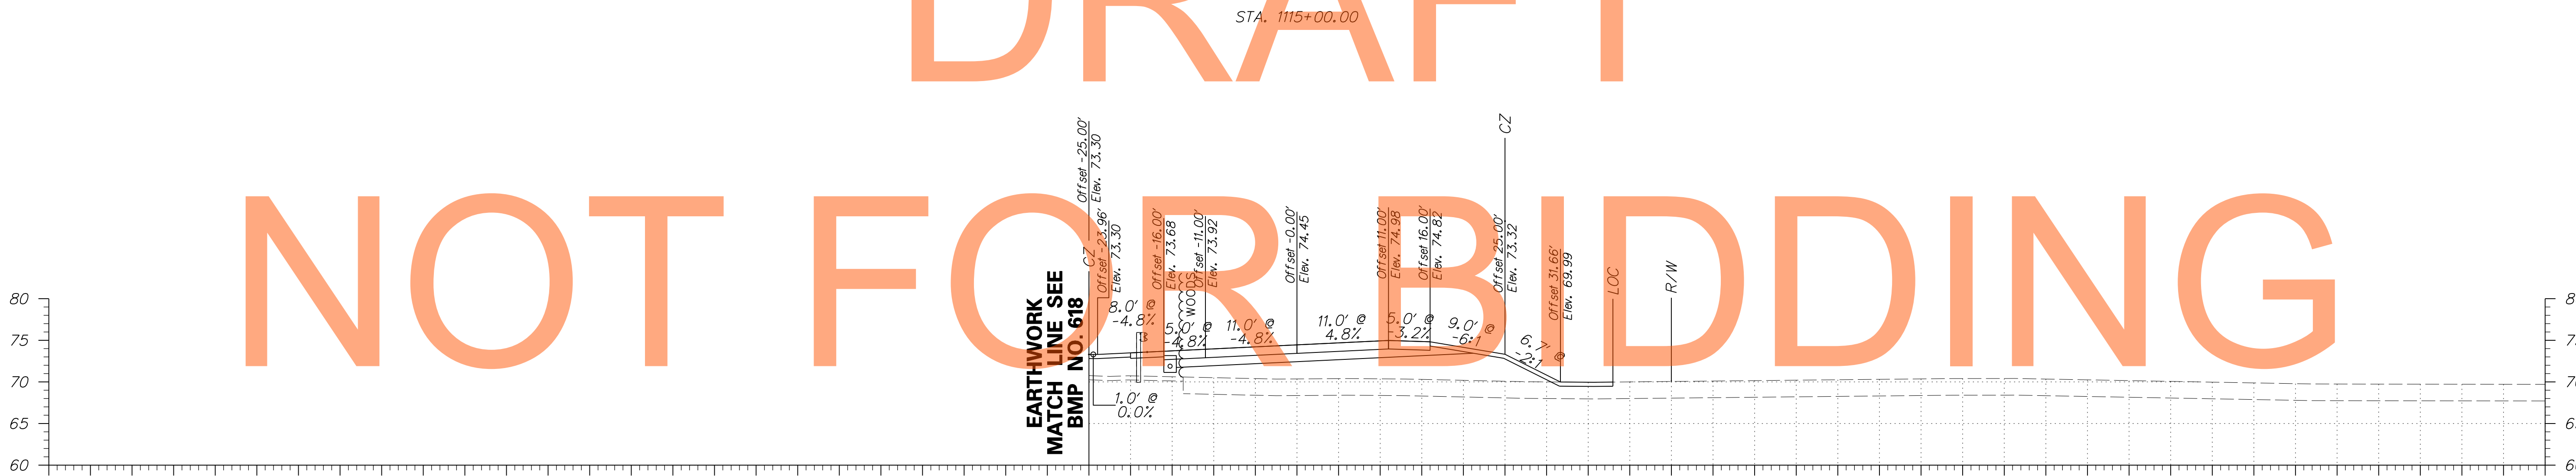 DRAFT
STA. 1115+00.00
NOT FOR BIDDING
EARTHWORK
MATCH LINE SEE
BMP NO. 618
Offset -25.00'
Elev. 73.30
CZ
Offset -23.96'
Elev. 73.30
Offset -16.00'
Elev. 73.68
WOODS
Offset -11.00'
Elev. 73.92
Offset -0.00'
Elev. 74.45
Offset 11.00'
Elev. 74.98
Offset 16.00'
Elev. 74.82
CZ
Offset 25.00'
Elev. 73.32
Offset 31.66'
Elev. 69.99
LOC
R/W
8.0' @
-4.8%
5.0' @
-4.8%
11.0' @
-4.8%
11.0' @
4.8%
5.0' @
-3.2%
9.0' @
-6:1
6.7' @
-2:1
1.0' @
0.0%
80
75
70
65
60